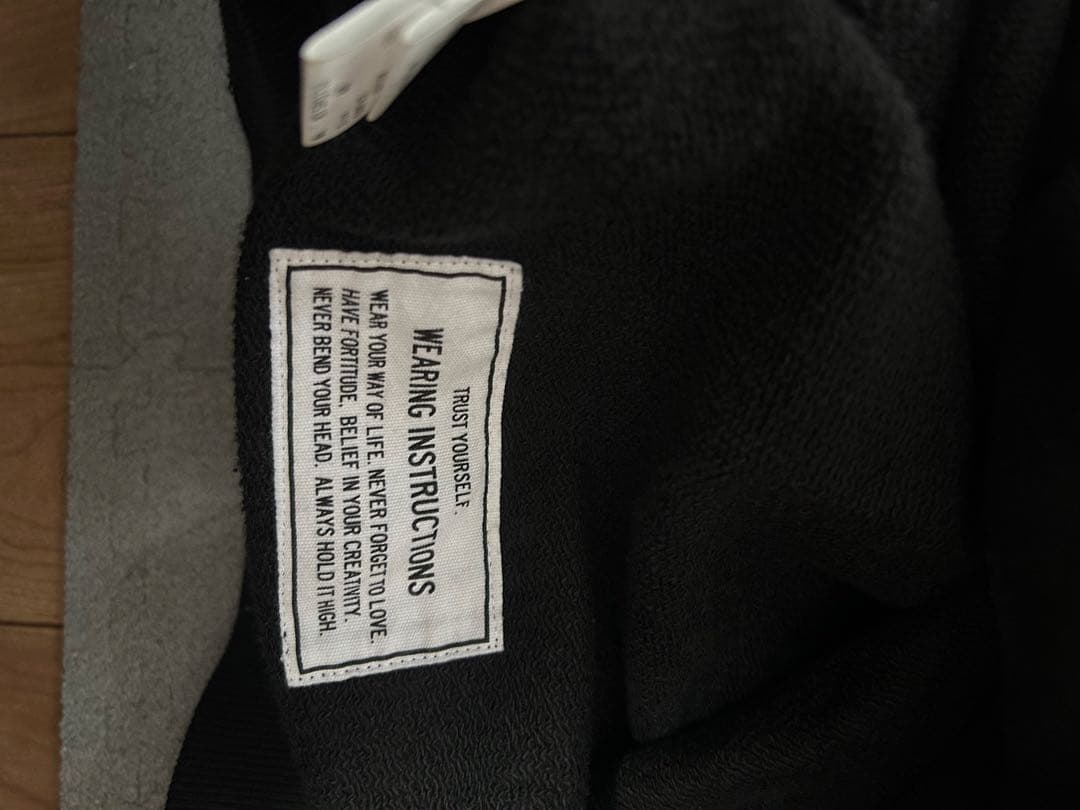 TRUST YOURSELF.
WEARING INSTRUCTIONS
WEAR YOUR WAY OF LIFE. NEVER FORGET TO LOVE.
HAVE FORTITUDE. BELIEF IN YOUR CREATIVITY.
NEVER BEND YOUR HEAD. ALWAYS HOLD IT HIGH.